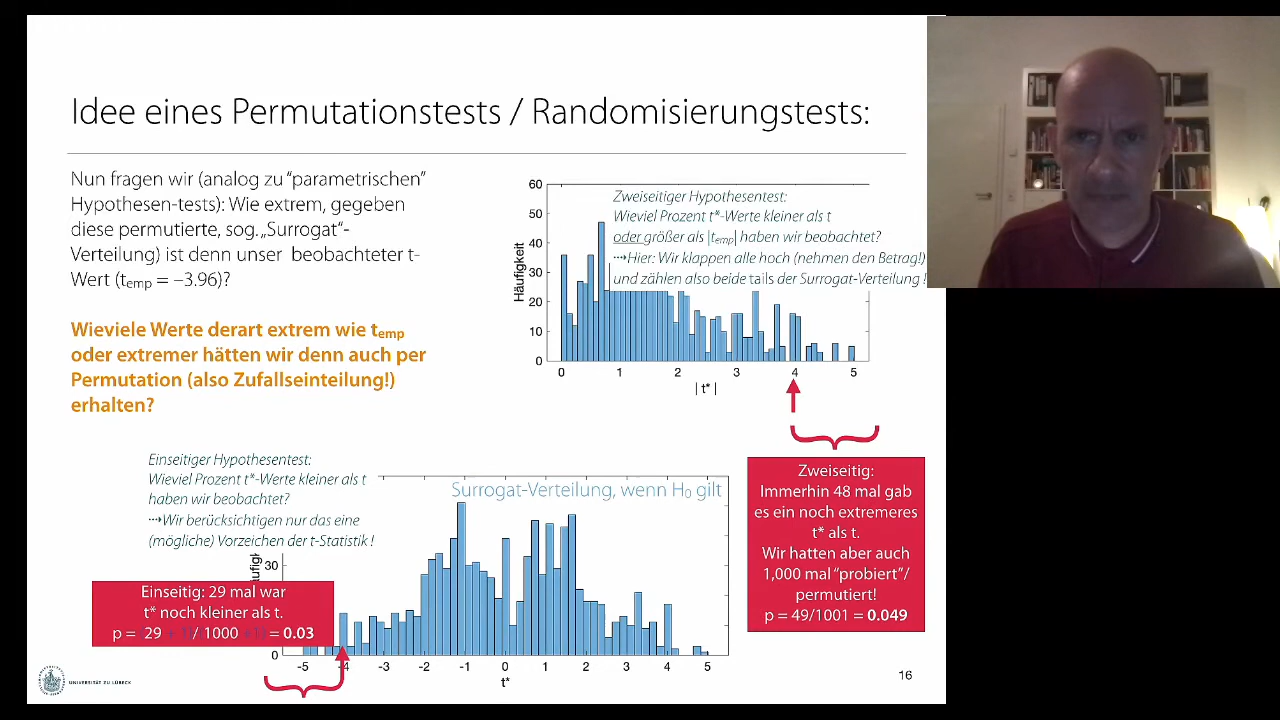 Idee eines Permutationstests / Randomisierungstests:
Nun fragen wir (analog zu “parametrischen”
Hypothesen-tests): Wie extrem, gegeben
diese permutierte, sog. „Surrogat“-
Verteilung) ist denn unser beobachteter t-
Wert (temp = –3.96)?
Wieviele Werte derart extrem wie temp
oder extremer hätten wir denn auch per
Permutation (also Zufallseinteilung!)
erhalten?
Zweiseitiger Hypothesentest:
Wieviel Prozent t*-Werte kleiner als t
oder größer als |temp| haben wir beobachtet?
⇢Hier: Wir klappen alle hoch (nehmen den Betrag!)
und zählen also beide tails der Surrogat-Verteilung !
Häufigkeit
60
50
40
30
20
10
0
0 1 2 3 4 5
| t* |
Einseitiger Hypothesentest:
Wieviel Prozent t*-Werte kleiner als t
haben wir beobachtet?
⇢Wir berücksichtigen nur das eine
(mögliche) Vorzeichen der t-Statistik !
Surrogat-Verteilung, wenn H0 gilt
30
0
-5 -4 -3 -2 -1 0 1 2 3 4 5
t*
Einseitig: 29 mal war
t* noch kleiner als t.
p = 29 / 1000 = 0.03
Zweiseitig:
Immerhin 48 mal gab
es ein noch extremeres
t* als t.
Wir hatten aber auch
1,000 mal “probiert”/
permutiert!
p = 49/1001 = 0.049
UNIVERSITÄT ZU LÜBECK
16